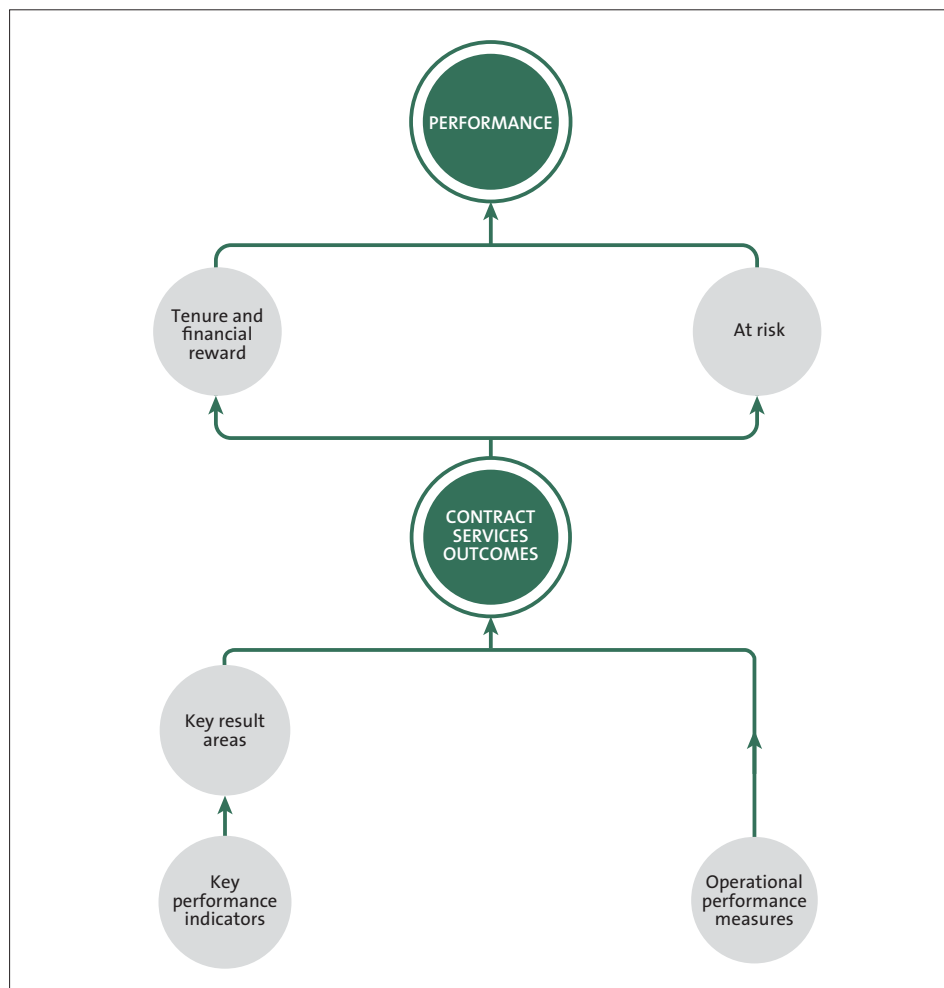 PERFORMANCE
Tenure and
financial
reward
At risk
CONTRACT
SERVICES
OUTCOMES
Key result
areas
Key
performance
indicators
Operational
performance
measures